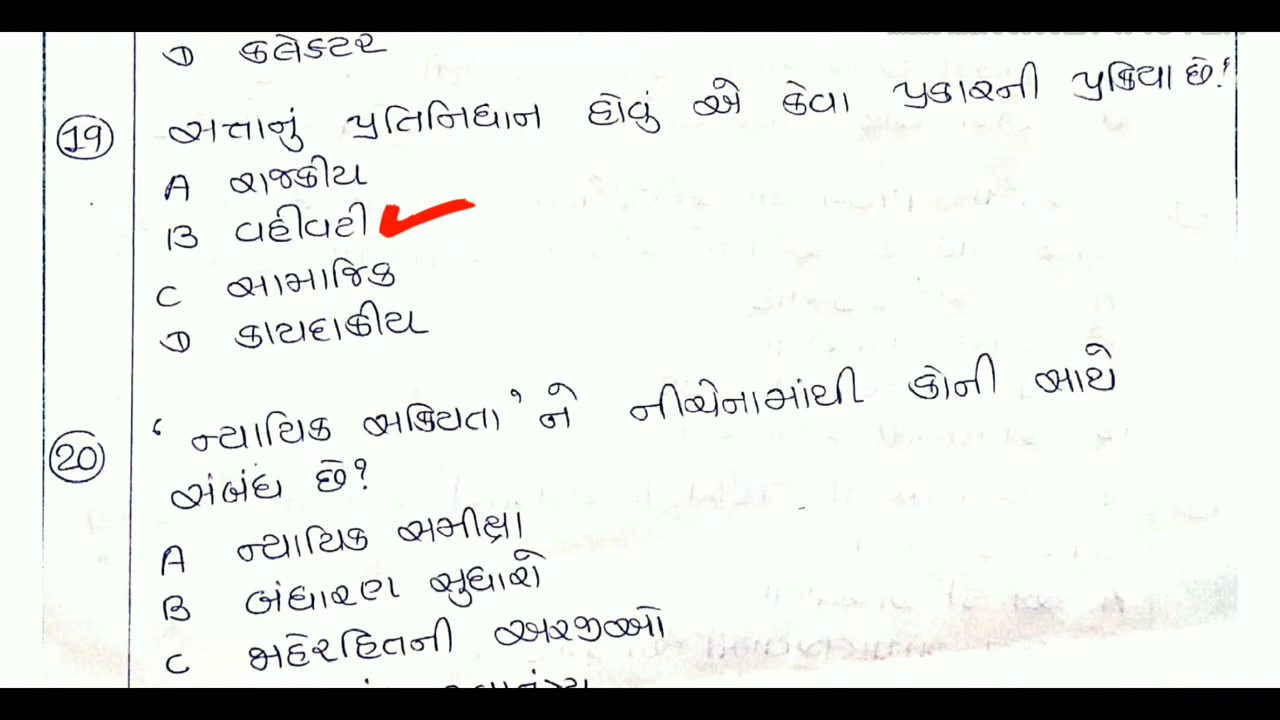 D કલેકટર
19 સત્તાનું પ્રતિનિધાન હોવું એ કેવા પ્રકારની પ્રક્રિયા છે?
A રાજકીય
B વહીવટી
C સામાજિક
D કાયદાકીય
20 'ન્યાયિક સક્રિયતા' ને નીચેનામાંથી કોની સાથે
સંબંધ છે?
A ન્યાયિક સમીક્ષા
B બંધારણ સુધારો
C જાહેરહિતની અરજીઓ